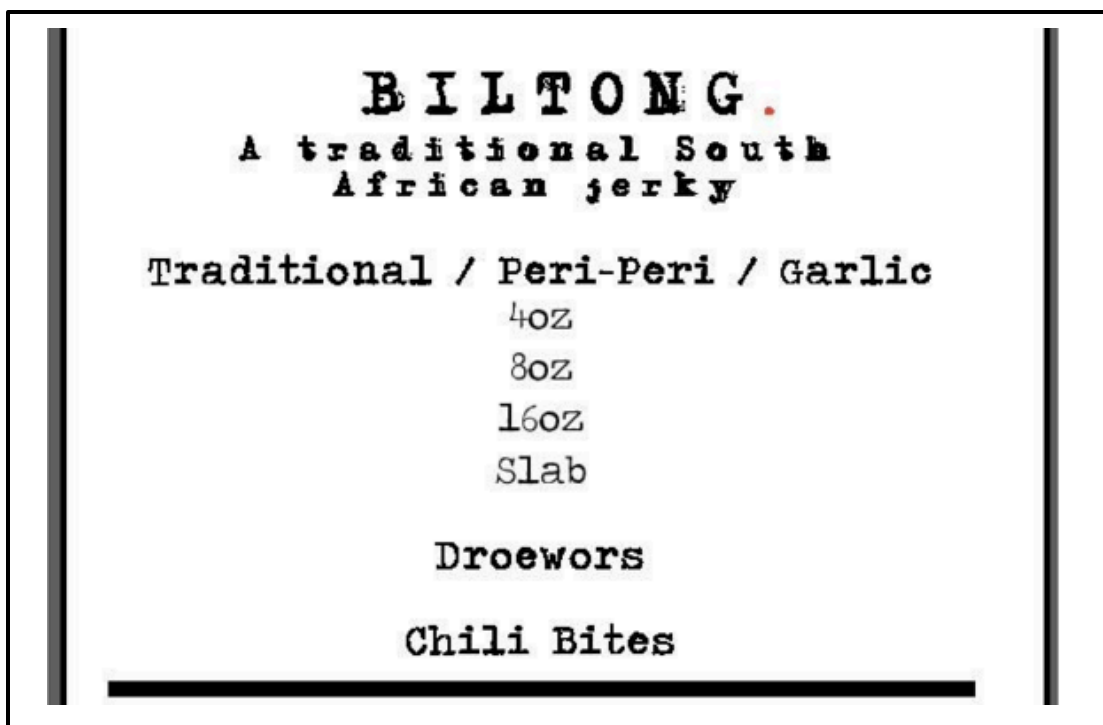 BILTONG.
A traditional South
African jerky
Traditional / Peri-Peri / Garlic
4oz
8oz
16oz
Slab
Droewors
Chili Bites